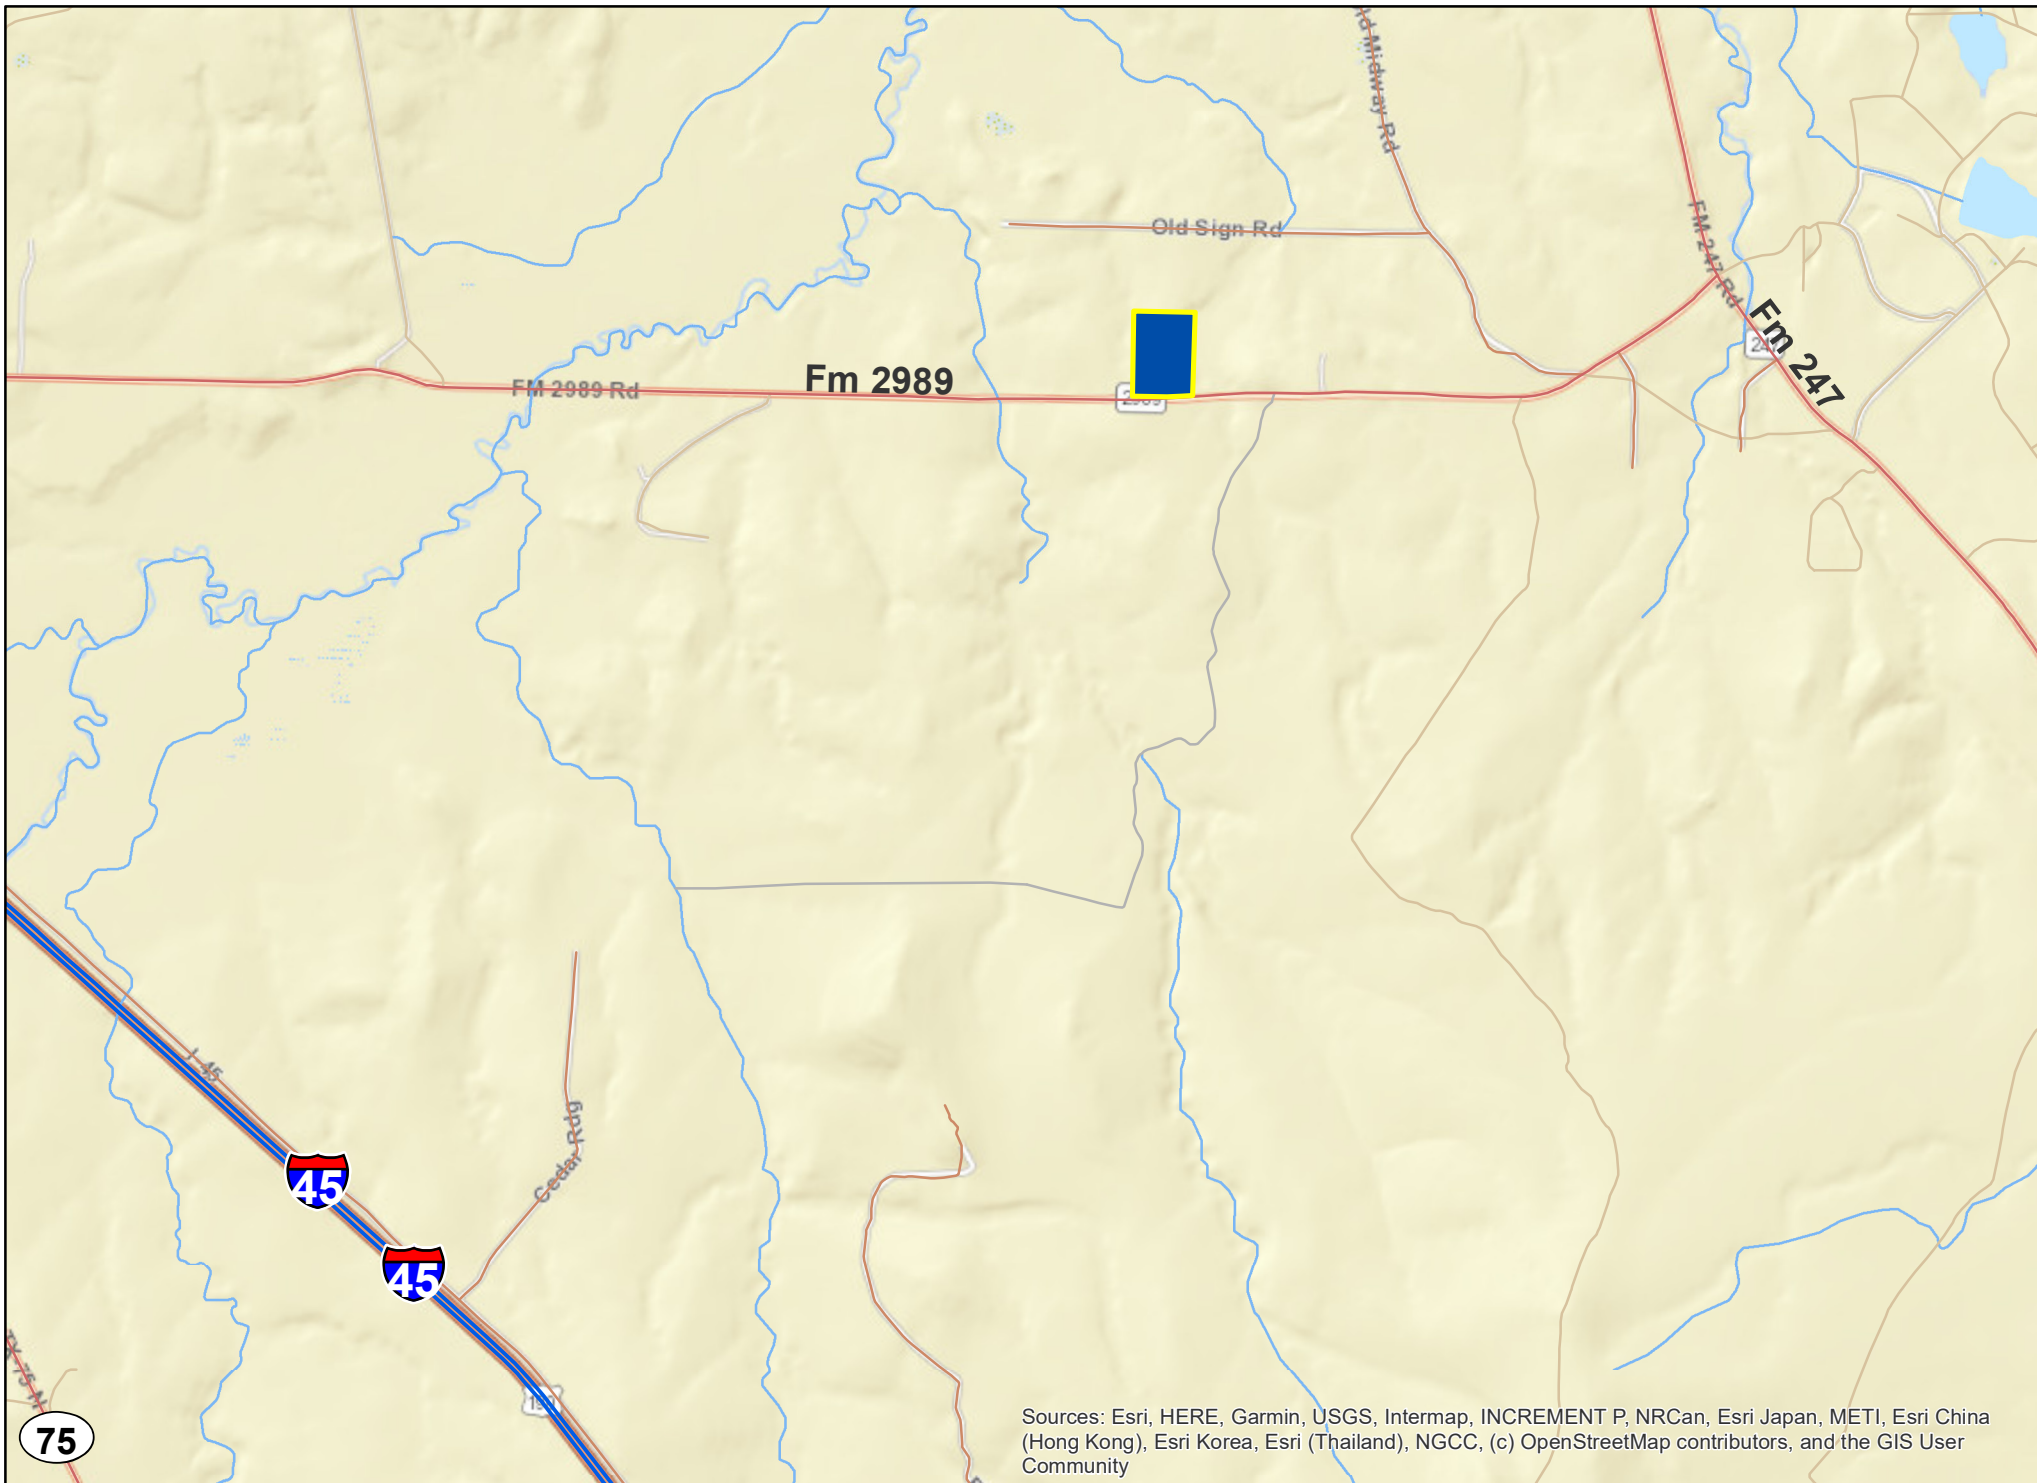 Old Sign Rd
FM 247 Rd
Fm 247
Fm 2989
FM 2989 Rd
I-45
45
45
Cedar Rdg
75
Sources: Esri, HERE, Garmin, USGS, Intermap, INCREMENT P, NRCan, Esri Japan, METI, Esri China
(Hong Kong), Esri Korea, Esri (Thailand), NGCC, (c) OpenStreetMap contributors, and the GIS User
Community